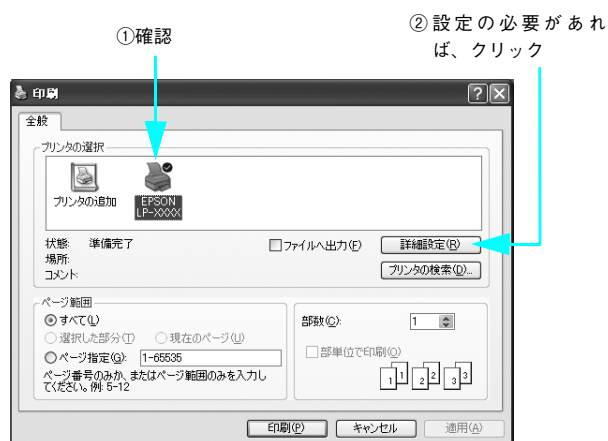 ①確認
②設定の必要があれ
ば、クリック
印刷
全般
プリンタの選択
プリンタの追加
EPSON
LP-XXXX
状態: 準備完了
場所:
コメント:
ファイルへ出力(F)
詳細設定(R)
プリンタの検索(D)...
ページ範囲
すべて(L)
選択した部分(T) 現在のページ(U)
ページ指定(G): 1-65535
ページ番号のみか、またはページ範囲のみを入力し
てください。例: 5-12
部数(C): 1
部単位で印刷(O)
1 1 2 2 3 3
印刷(P) キャンセル 適用(A)